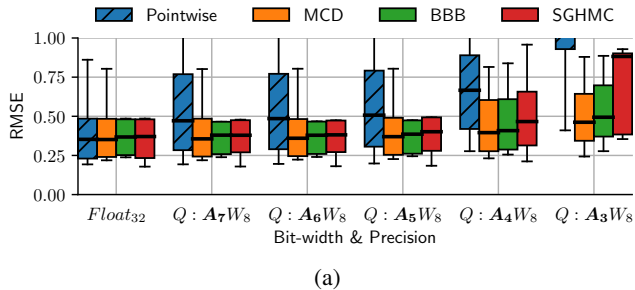 Pointwise MCD BBB SGHMC
1.00
0.75
0.50
0.25
0.00
RMSE
Float32 Q : A7W8 Q : A6W8 Q : A5W8 Q : A4W8 Q : A3W8
Bit-width & Precision
(a)